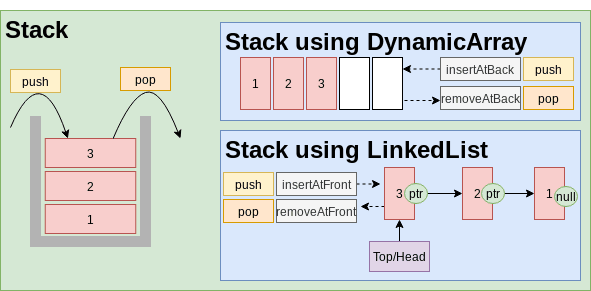 Stack
push
pop
3
2
1
Stack using DynamicArray
1 2 3
insertAtBack push
removeAtBack pop
Stack using LinkedList
push insertAtFront
pop removeAtFront
3 ptr 2 ptr 1 null
Top/Head